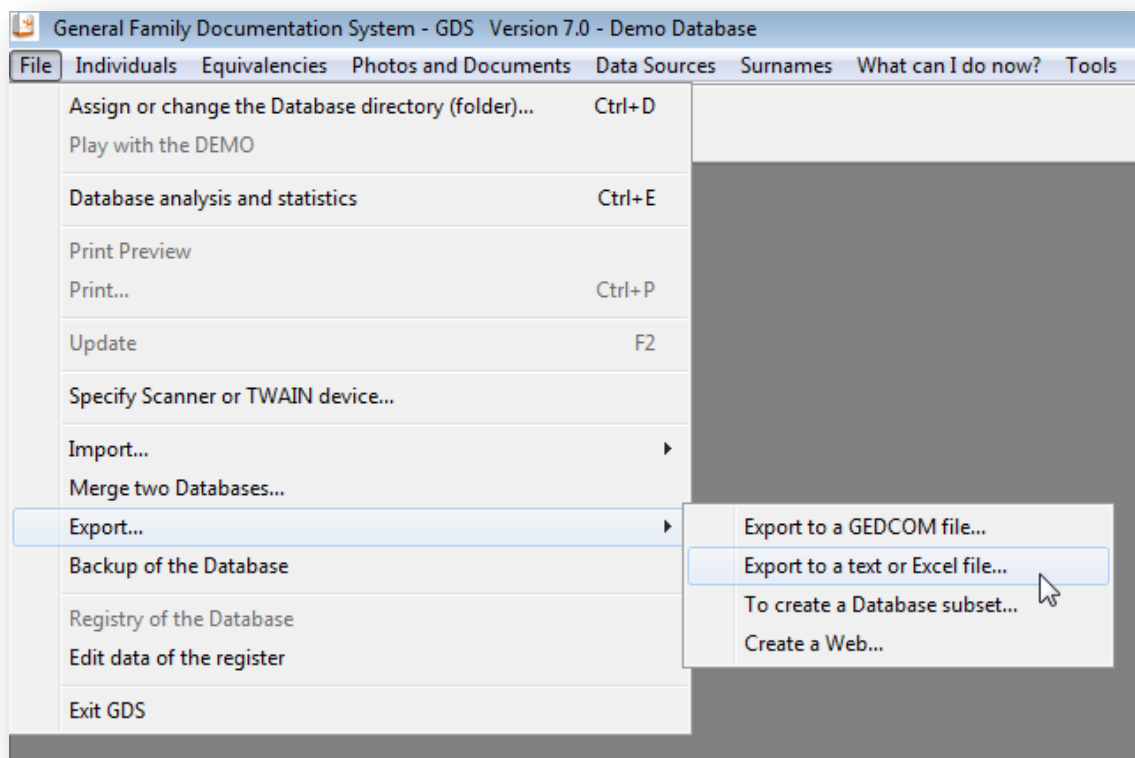 General Family Documentation System - GDS Version 7.0 - Demo Database
File Individuals Equivalencies Photos and Documents Data Sources Surnames What can I do now? Tools
Assign or change the Database directory (folder)... Ctrl+D
Play with the DEMO
Database analysis and statistics Ctrl+E
Print Preview
Print... Ctrl+P
Update F2
Specify Scanner or TWAIN device...
Import...
Merge two Databases...
Export...
Backup of the Database
Registry of the Database
Edit data of the register
Exit GDS
Export to a GEDCOM file...
Export to a text or Excel file...
To create a Database subset...
Create a Web...